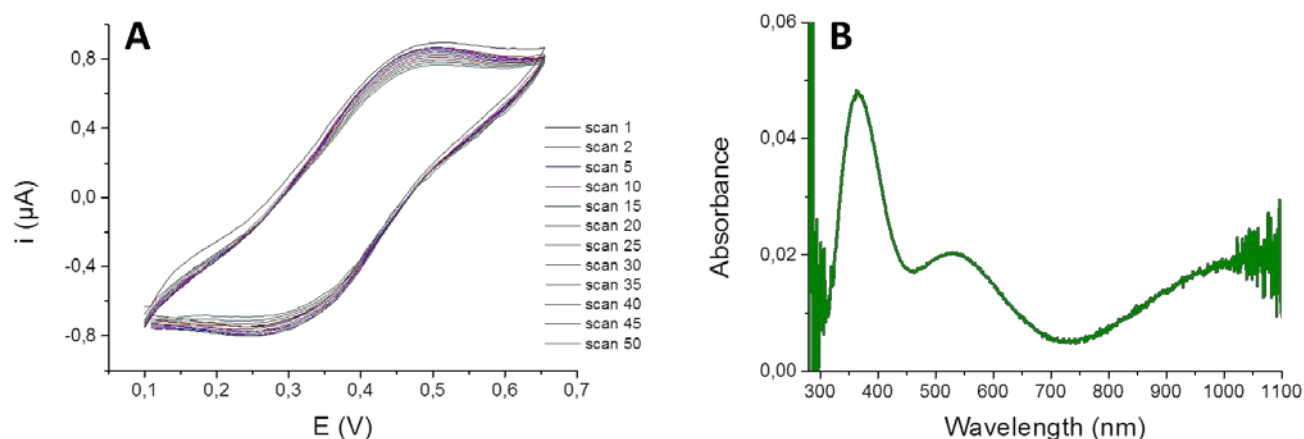 A
0,8
0,4
0,0
-0,4
-0,8
i (µA)
0,1 0,2 0,3 0,4 0,5 0,6 0,7
E (V)
scan 1
scan 2
scan 5
scan 10
scan 15
scan 20
scan 25
scan 30
scan 35
scan 40
scan 45
scan 50
B
0,06
0,04
0,02
0,00
Absorbance
300 400 500 600 700 800 900 1000 1100
Wavelength (nm)